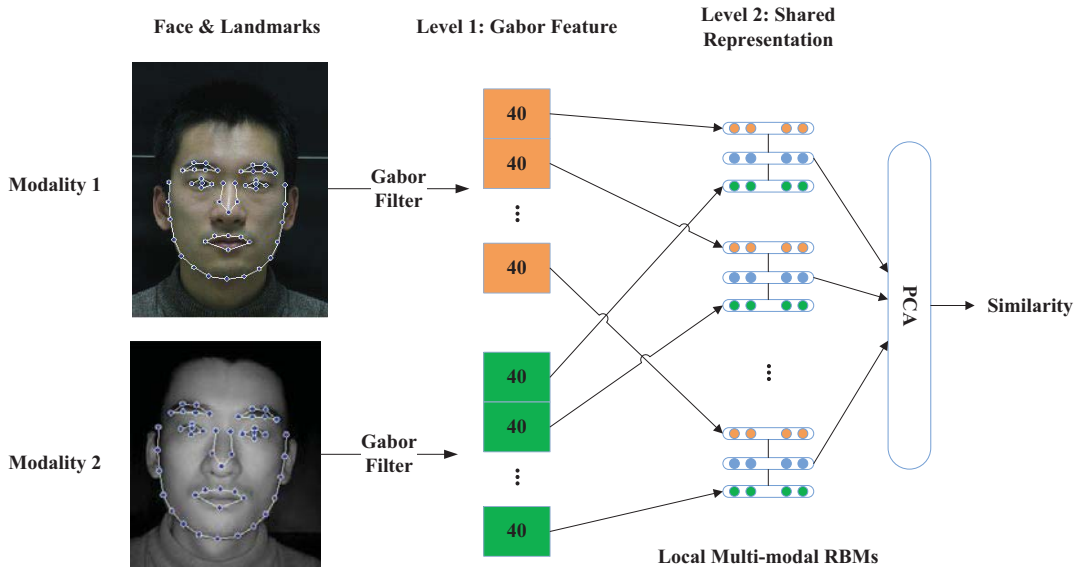 Face & Landmarks
Level 1: Gabor Feature
Level 2: Shared
Representation
Modality 1
Gabor
Filter
40
40
...
40
PCA
Similarity
Modality 2
Gabor
Filter
40
40
...
40
...
Local Multi-modal RBMs